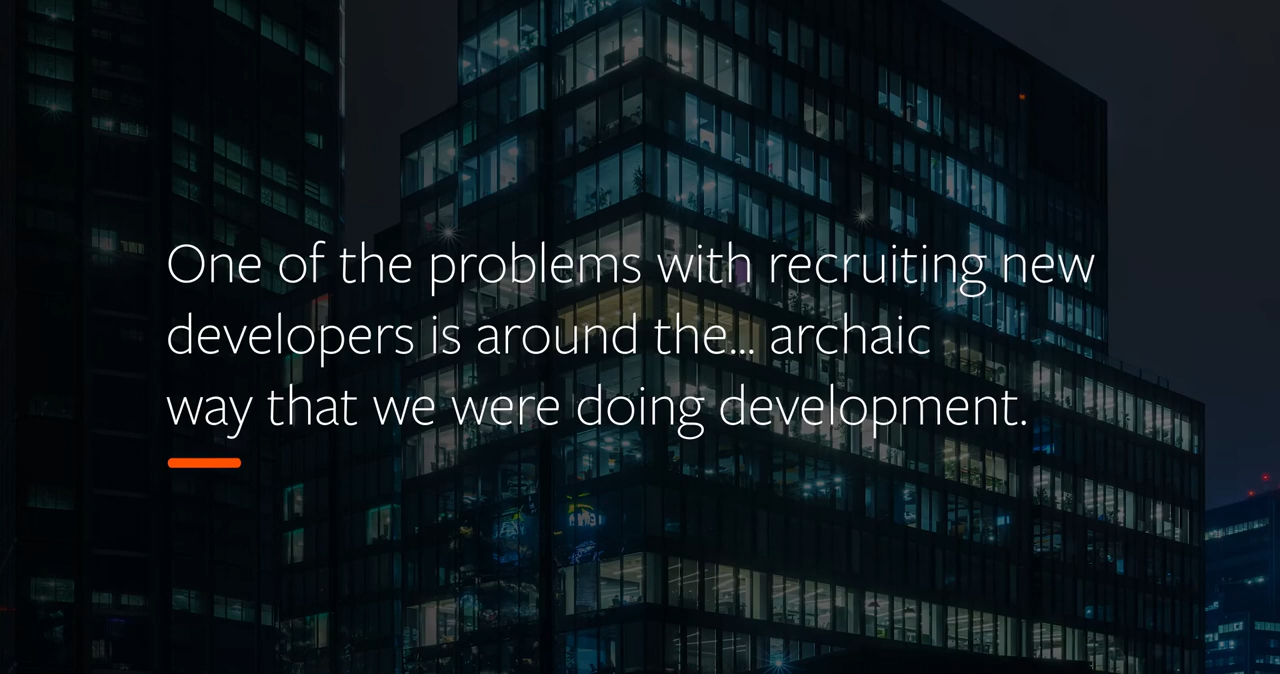 One of the problems with recruiting new
developers is around the... archaic
way that we were doing development.